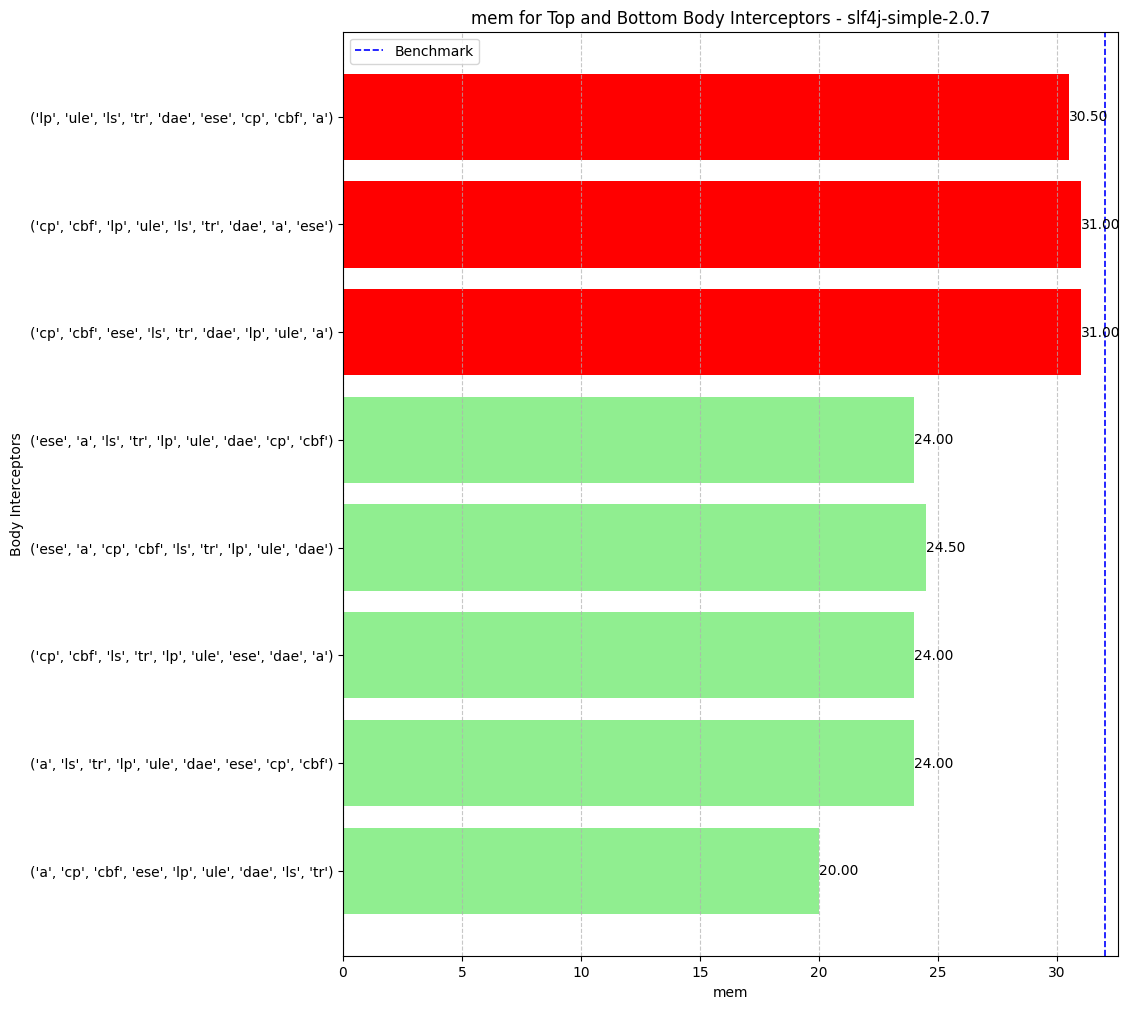 mem for Top and Bottom Body Interceptors - slf4j-simple-2.0.7
Benchmark
('lp', 'ule', 'ls', 'tr', 'dae', 'ese', 'cp', 'cbf', 'a')
30.50
('cp', 'cbf', 'lp', 'ule', 'ls', 'tr', 'dae', 'a', 'ese')
31.00
('cp', 'cbf', 'ese', 'ls', 'tr', 'dae', 'lp', 'ule', 'a')
31.00
('ese', 'a', 'ls', 'tr', 'lp', 'ule', 'dae', 'cp', 'cbf')
24.00
('ese', 'a', 'cp', 'cbf', 'ls', 'tr', 'lp', 'ule', 'dae')
24.50
('cp', 'cbf', 'ls', 'tr', 'lp', 'ule', 'ese', 'dae', 'a')
24.00
('a', 'ls', 'tr', 'lp', 'ule', 'dae', 'ese', 'cp', 'cbf')
24.00
('a', 'cp', 'cbf', 'ese', 'lp', 'ule', 'dae', 'ls', 'tr')
20.00
Body Interceptors
0 5 10 15 20 25 30
mem